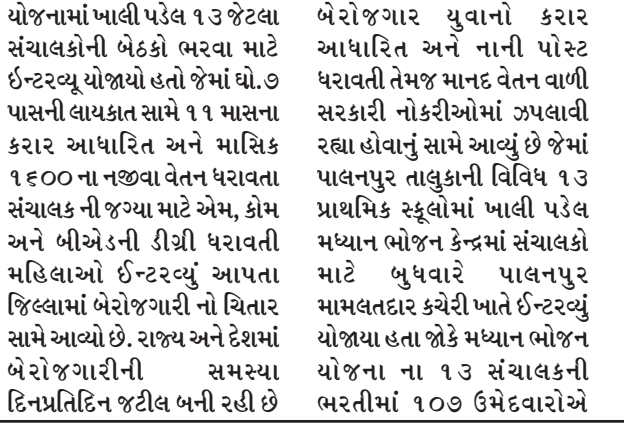 યોજનામાં ખાલી પડેલ ૧૩ જેટલા
સંચાલકોની બેઠકો ભરવા માટે
ઇન્ટરવ્યૂ યોજાયો હતો જેમાં ધો.૭
પાસની લાયકાત સામે ૧૧ માસના
કરાર આધારિત અને માસિક
૧૬૦૦ ના નજીવા વેતન ધરાવતા
સંચાલક ની જગ્યા માટે એમ, કોમ
અને બીએડની ડીગ્રી ધરાવતી
મહિલાઓ ઈન્ટરવ્યું આપતા
જિલ્લામાં બેરોજગારી નો ચિતાર
સામે આવ્યો છે. રાજ્ય અને દેશમાં
બેરોજગારીની સમસ્યા
દિનપ્રતિદિન જટીલ બની રહી છે
બેરોજગાર યુવાનો કરાર
આધારિત અને નાની પોસ્ટ
ધરાવતી તેમજ માનદ વેતન વાળી
સરકારી નોકરીઓમાં ઝપલાવી
રહ્યા હોવાનું સામે આવ્યું છે જેમાં
પાલનપુર તાલુકાની વિવિધ ૧૩
પ્રાથમિક સ્કૂલોમાં ખાલી પડેલ
મધ્યાન ભોજન કેન્દ્રમાં સંચાલકો
માટે બુધવારે પાલનપુર
મામલતદાર કચેરી ખાતે ઈન્ટરવ્યું
યોજાયા હતા જોકે મધ્યાન ભોજન
યોજના ના ૧૩ સંચાલકની
ભરતીમાં ૧૦૭ ઉમેદવારોએ